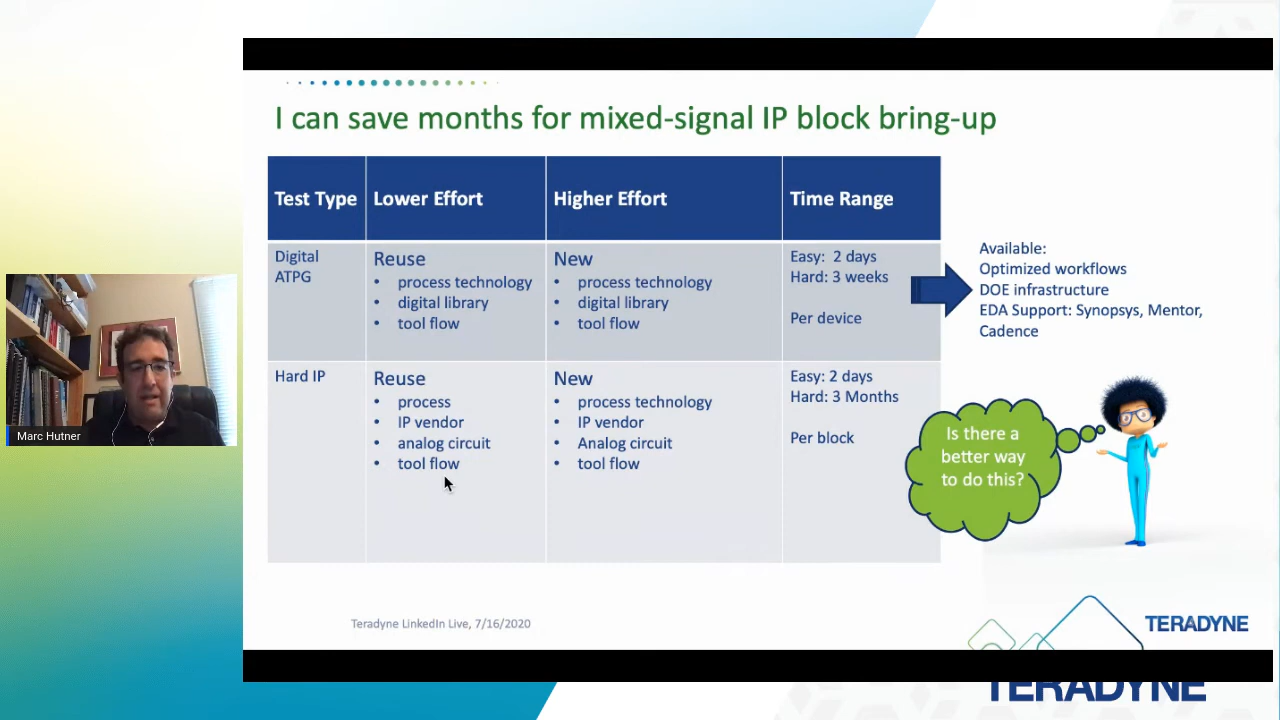 I can save months for mixed-signal IP block bring-up
Test Type
Lower Effort
Higher Effort
Time Range
Digital
ATPG
Reuse
• process technology
• digital library
• tool flow
New
• process technology
• digital library
• tool flow
Easy: 2 days
Hard: 3 weeks
Per device
Available:
Optimized workflows
DOE infrastructure
EDA Support: Synopsys, Mentor,
Cadence
Hard IP
Reuse
• process
• IP vendor
• analog circuit
• tool flow
New
• process technology
• IP vendor
• Analog circuit
• tool flow
Easy: 2 days
Hard: 3 Months
Per block
Is there a
better way
to do this?
Marc Hutner
Teradyne LinkedIn Live, 7/16/2020
TERADYNE
TERADYNE